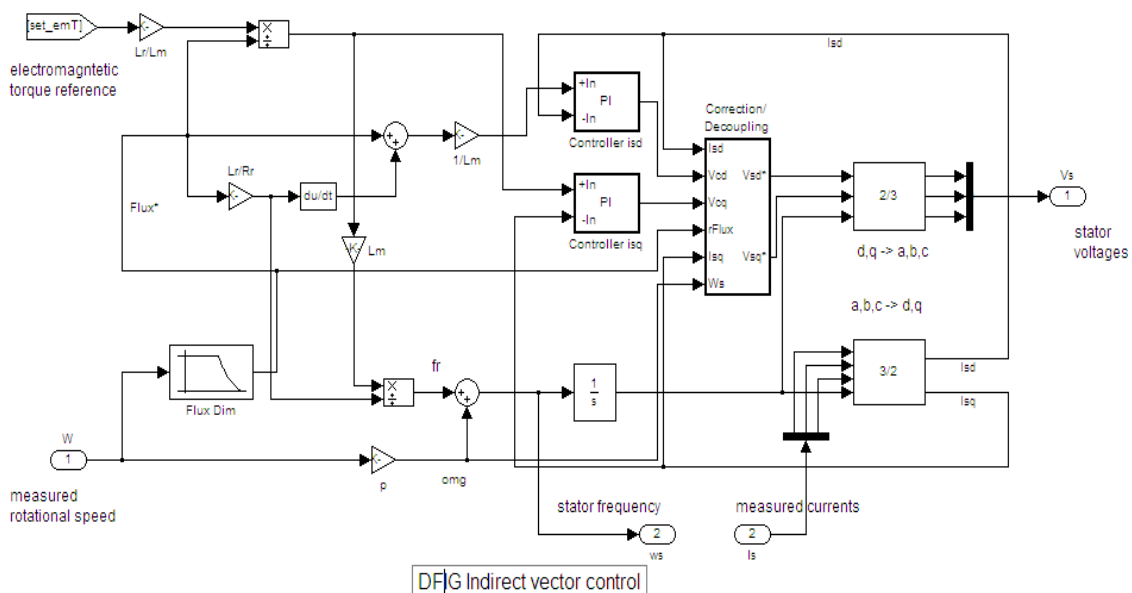 [set_emT]
Lr/Lm
electromagntetic
torque reference
×
÷
Isd
+In
-In
PI
Controller isd
Correction/
Decoupling
1/Lm
Lr/Rr
du/dt
Flux*
+In
-In
PI
Controller isq
Isd
Vcd
Vcq
rFlux
Isq
Ws
Vsd*
Vsq*
2/3
d,q -> a,b,c
Vs
1
stator
voltages
-K-
Lm
a,b,c -> d,q
Flux Dim
fr
×
÷
1
s
3/2
Isd
Isq
W
1
measured
rotational speed
p
omg
stator frequency
2
ws
measured currents
2
Is
DFIG Indirect vector control